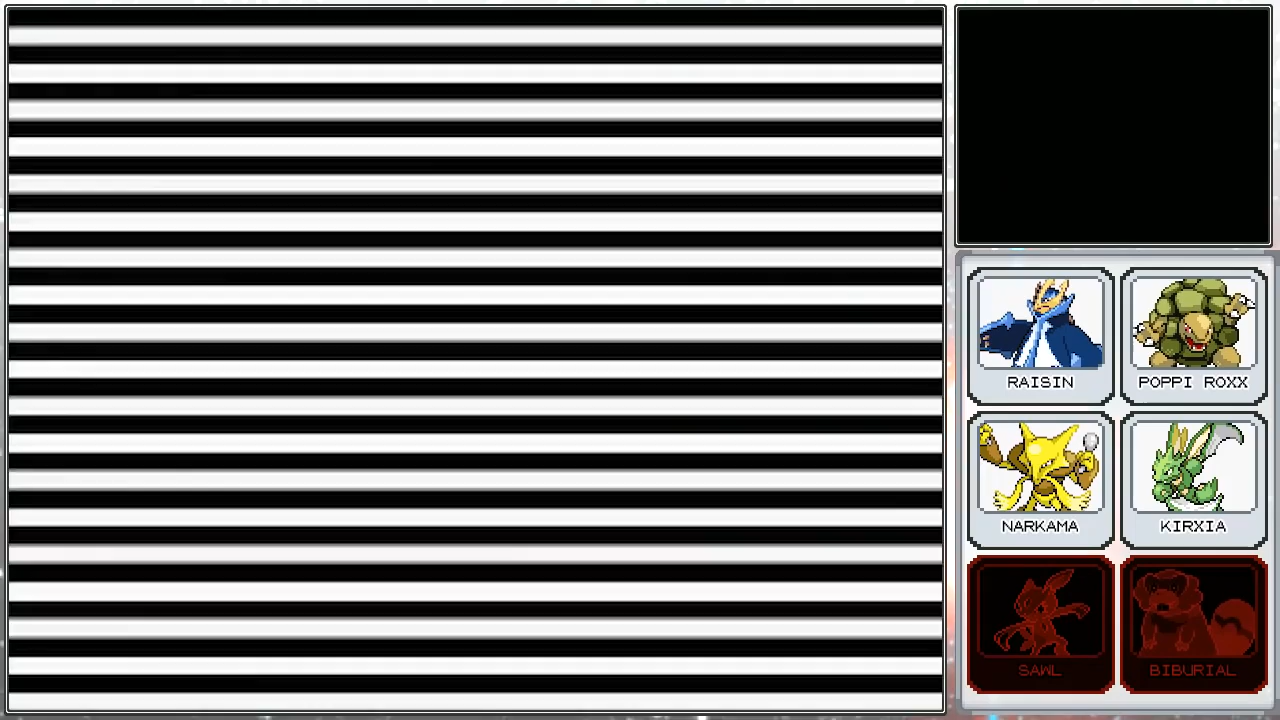 RAISIN
POPPI ROXX
NARKAMA
KIRXIA
SAWL
BIBURIAL